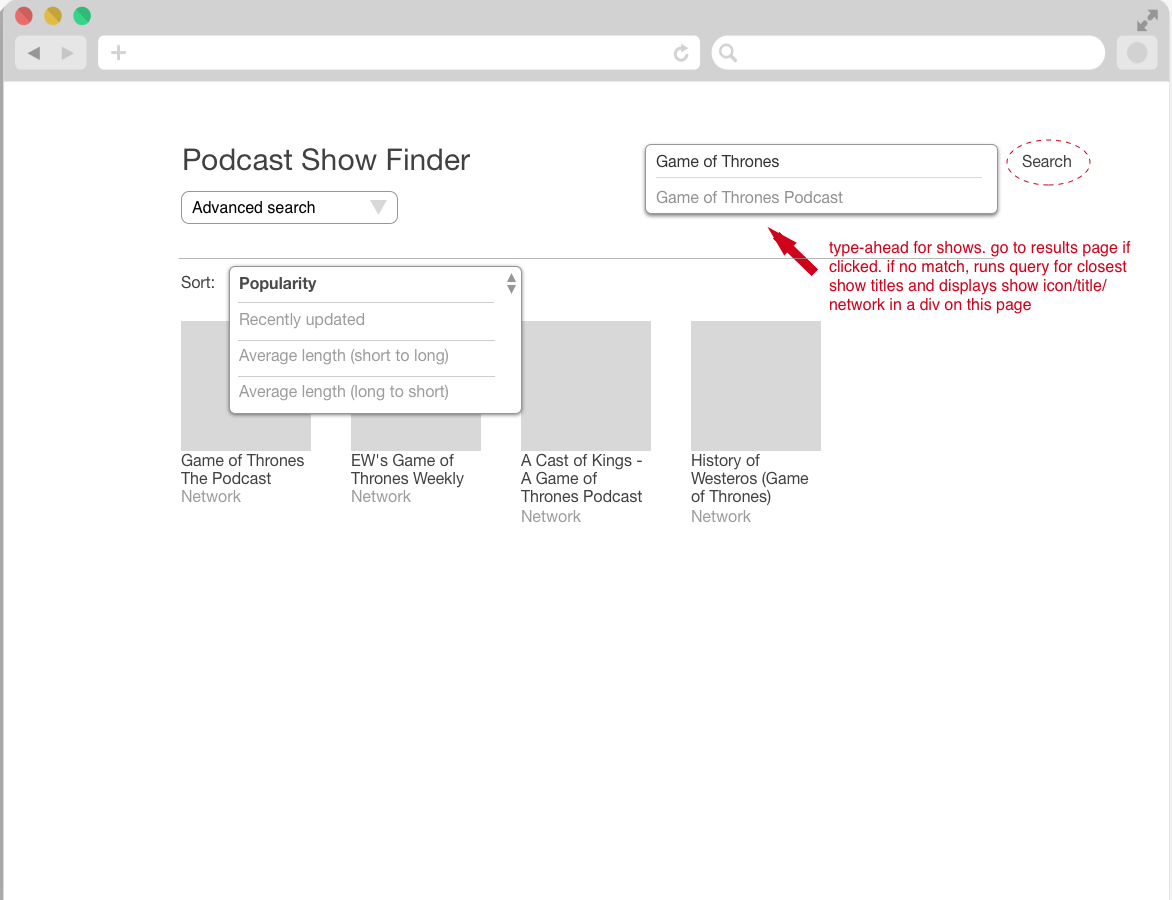 Podcast Show Finder
Game of Thrones
Search
Game of Thrones Podcast
Advanced search
type-ahead for shows. go to results page if
clicked. if no match, runs query for closest
show titles and displays show icon/title/
network in a div on this page
Sort:
Popularity
Recently updated
Average length (short to long)
Average length (long to short)
Game of Thrones
The Podcast
Network
EW's Game of
Thrones Weekly
Network
A Cast of Kings -
A Game of
Thrones Podcast
Network
History of
Westeros (Game
of Thrones)
Network